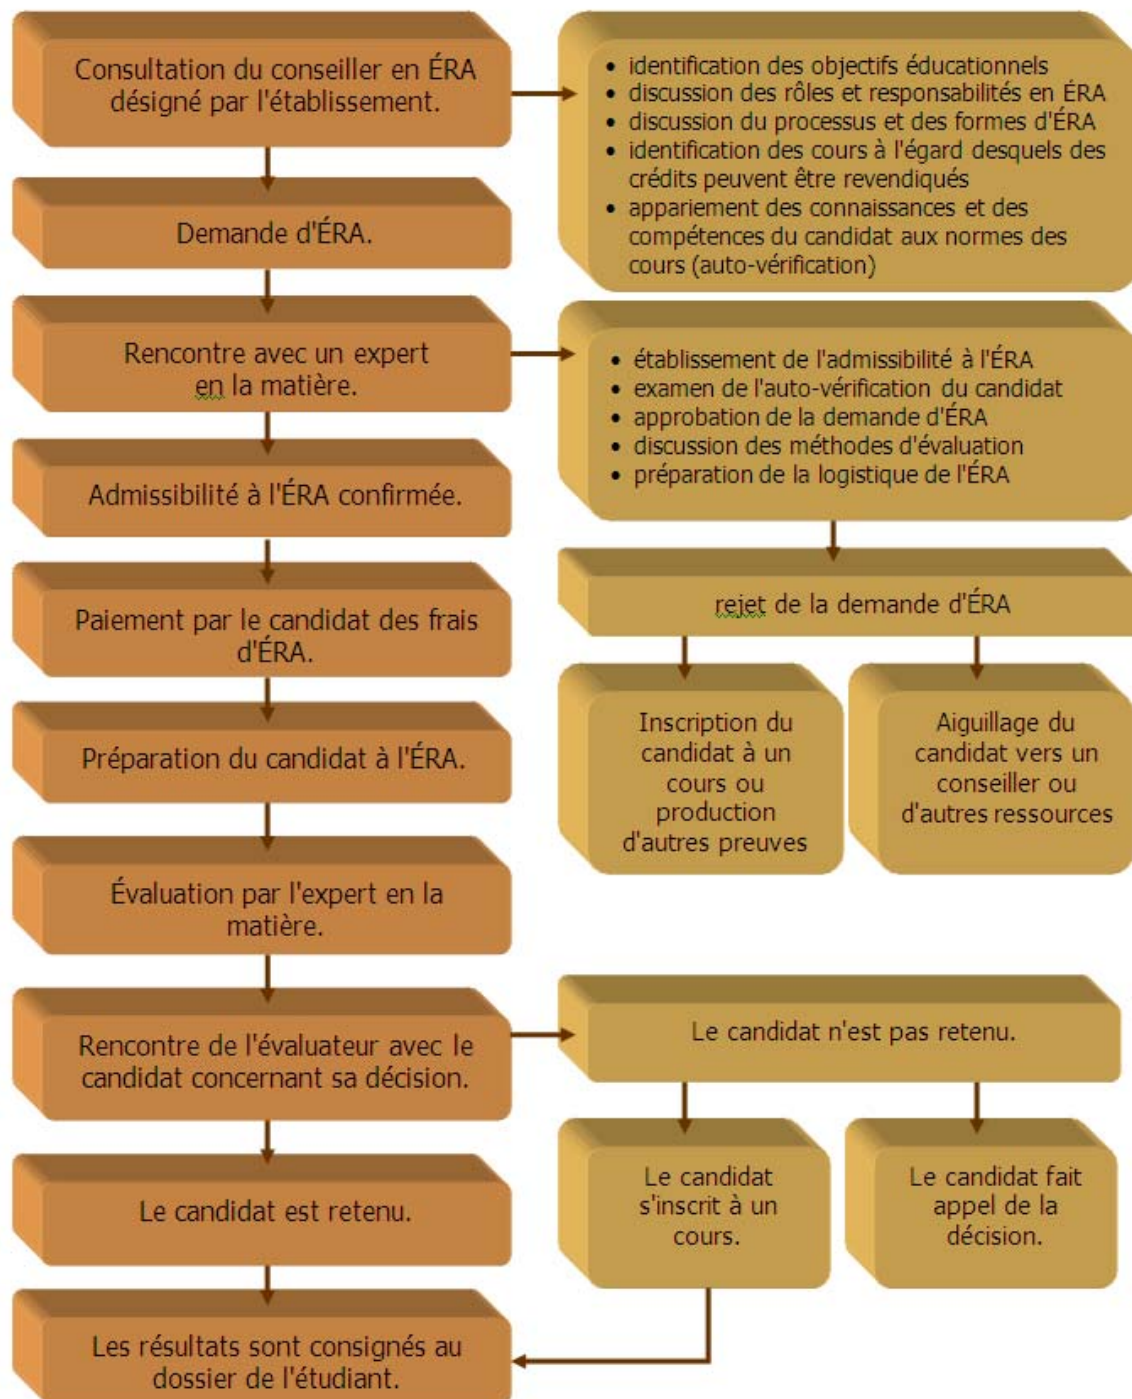 Consultation du conseiller en ÉRA
désigné par l'établissement.
• identification des objectifs éducationnels
• discussion des rôles et responsabilités en ÉRA
• discussion du processus et des formes d'ÉRA
• identification des cours à l'égard desquels des
crédits peuvent être revendiqués
• appariement des connaissances et des
compétences du candidat aux normes des
cours (auto-vérification)
Demande d'ÉRA.
Rencontre avec un expert
en la matière.
• établissement de l'admissibilité à l'ÉRA
• examen de l'auto-vérification du candidat
• approbation de la demande d'ÉRA
• discussion des méthodes d'évaluation
• préparation de la logistique de l'ÉRA
Admissibilité à l'ÉRA confirmée.
rejet de la demande d'ÉRA
Paiement par le candidat des frais
d'ÉRA.
Inscription du
candidat à un
cours ou
production
d'autres preuves
Aiguillage du
candidat vers un
conseiller ou
d'autres ressources
Préparation du candidat à l'ÉRA.
Évaluation par l'expert en la
matière.
Rencontre de l'évaluateur avec le
candidat concernant sa décision.
Le candidat n'est pas retenu.
Le candidat
s'inscrit à un
cours.
Le candidat fait
appel de la
décision.
Le candidat est retenu.
Les résultats sont consignés au
dossier de l'étudiant.